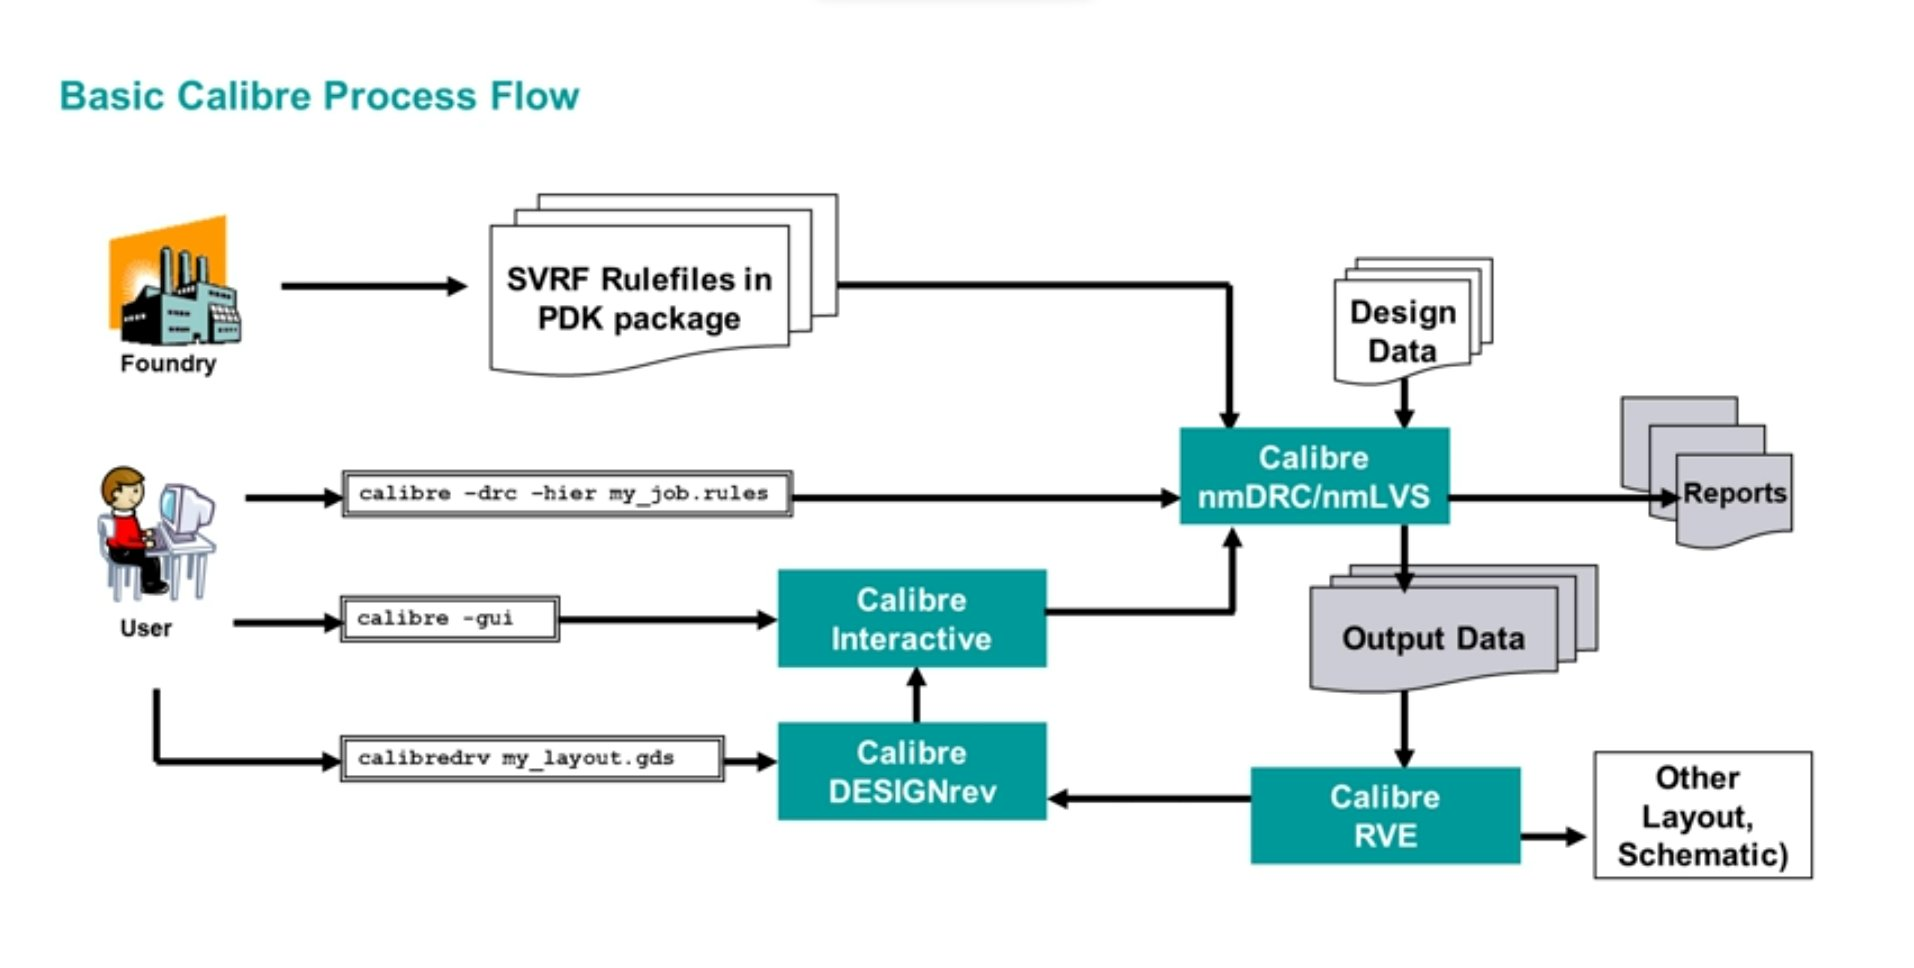 Basic Calibre Process Flow
SVRF Rulefiles in
PDK package
Foundry
Design
Data
Calibre
nmDRC/nmLVS
Reports
calibre -drc -hier my_job.rules
User
calibre -gui
Calibre
Interactive
Output Data
calibredrv my_layout.gds
Calibre
DESIGNrev
Calibre
RVE
Other
Layout,
Schematic)